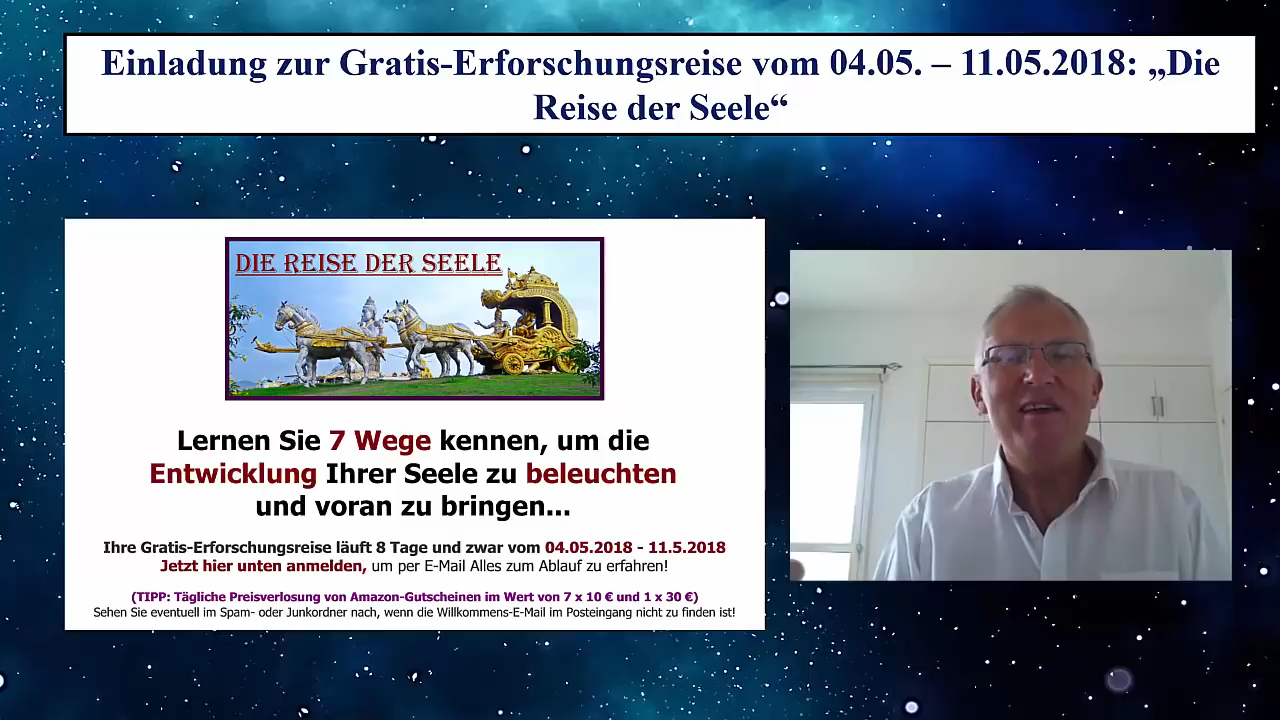 Einladung zur Gratis-Erforschungsreise vom 04.05. – 11.05.2018: „Die
Reise der Seele“
DIE REISE DER SEELE
Lernen Sie 7 Wege kennen, um die
Entwicklung Ihrer Seele zu beleuchten
und voran zu bringen...
Ihre Gratis-Erforschungsreise läuft 8 Tage und zwar vom 04.05.2018 - 11.5.2018
Jetzt hier unten anmelden, um per E-Mail Alles zum Ablauf zu erfahren!
(TIPP: Tägliche Preisverlosung von Amazon-Gutscheinen im Wert von 7 x 10 € und 1 x 30 €)
Sehen Sie eventuell im Spam- oder Junkordner nach, wenn die Willkommens-E-Mail im Posteingang nicht zu finden ist!